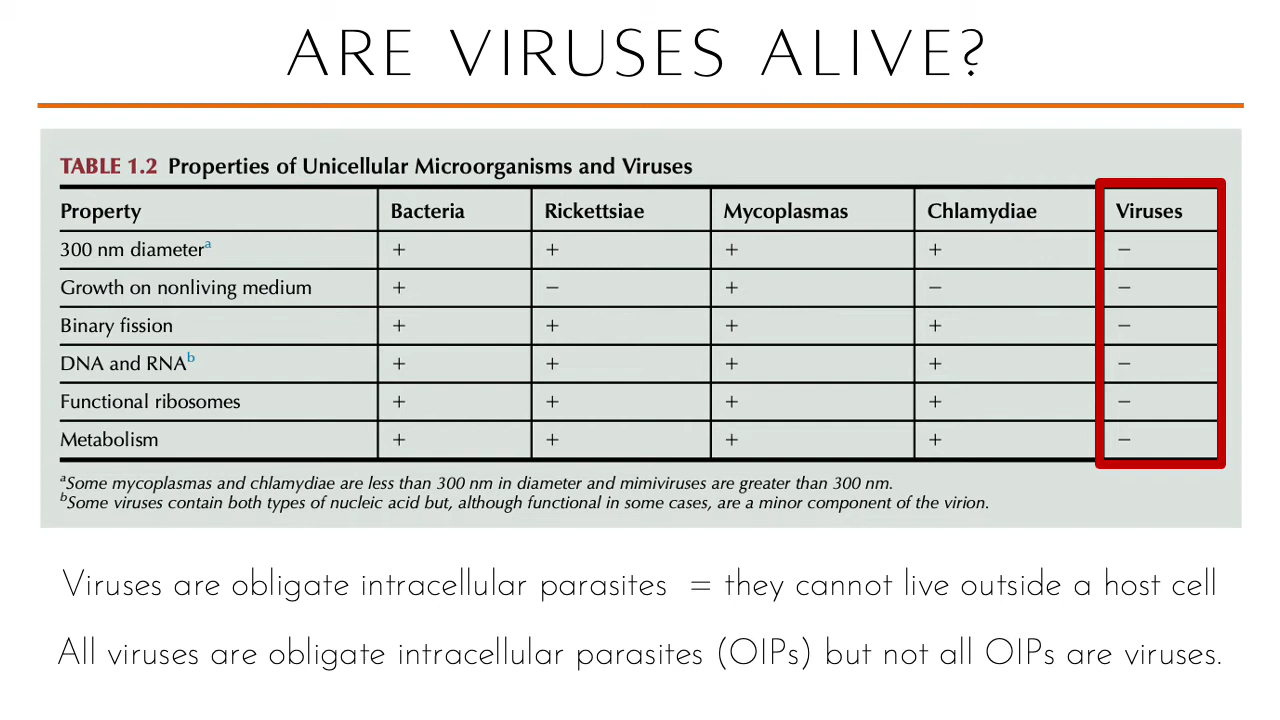 ARE VIRUSES ALIVE?
TABLE 1.2 Properties of Unicellular Microorganisms and Viruses
Property Bacteria Rickettsiae Mycoplasmas Chlamydiae Viruses
300 nm diameterᵃ + + + + −
Growth on nonliving medium + − + − −
Binary fission + + + + −
DNA and RNAᵇ + + + + −
Functional ribosomes + + + + −
Metabolism + + + + −
ᵃSome mycoplasmas and chlamydiae are less than 300 nm in diameter and mimiviruses are greater than 300 nm.
ᵇSome viruses contain both types of nucleic acid but, although functional in some cases, are a minor component of the virion.
Viruses are obligate intracellular parasites = they cannot live outside a host cell
All viruses are obligate intracellular parasites (OIPs) but not all OIPs are viruses.